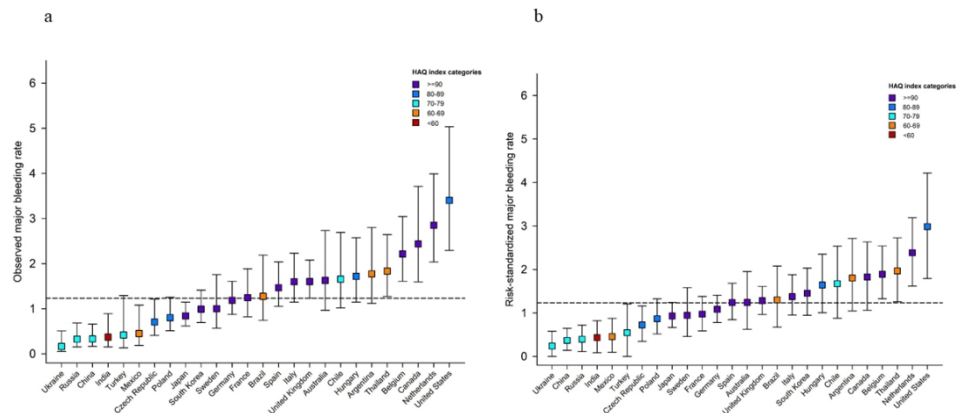 a
HAQ index categories
>=90
80-89
70-79
60-69
<60
6
5
4
3
2
1
0
Observed major bleeding rate
Ukraine
Russia
China
India
Turkey
Mexico
Czech Republic
Poland
Japan
South Korea
Sweden
Germany
France
Brazil
Spain
Italy
United Kingdom
Australia
Chile
Hungary
Argentina
Thailand
Belgium
Canada
Netherlands
United States
b
HAQ index categories
>=90
80-89
70-79
60-69
<60
6
5
4
3
2
1
0
Risk-standardized major bleeding rate
Ukraine
China
Russia
India
Mexico
Turkey
Czech Republic
Poland
Japan
Sweden
France
Germany
Spain
Australia
United Kingdom
Brazil
Italy
South Korea
Hungary
Chile
Argentina
Canada
Belgium
Thailand
Netherlands
United States